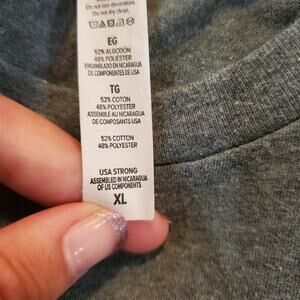 Do not iron decoration.
Do not dry clean.
EG
52% ALGODÓN
48% POLIÉSTER
ENSAMBLADO EN NICARAGUA
DE COMPONENTES DE USA
TG
52% COTON
48% POLYESTER
ASSEMBLÉ AU NICARAGUA
DE COMPOSANTS USA
52% COTTON
48% POLYESTER
USA STRONG
ASSEMBLED IN NICARAGUA
OF US COMPONENTS
XL